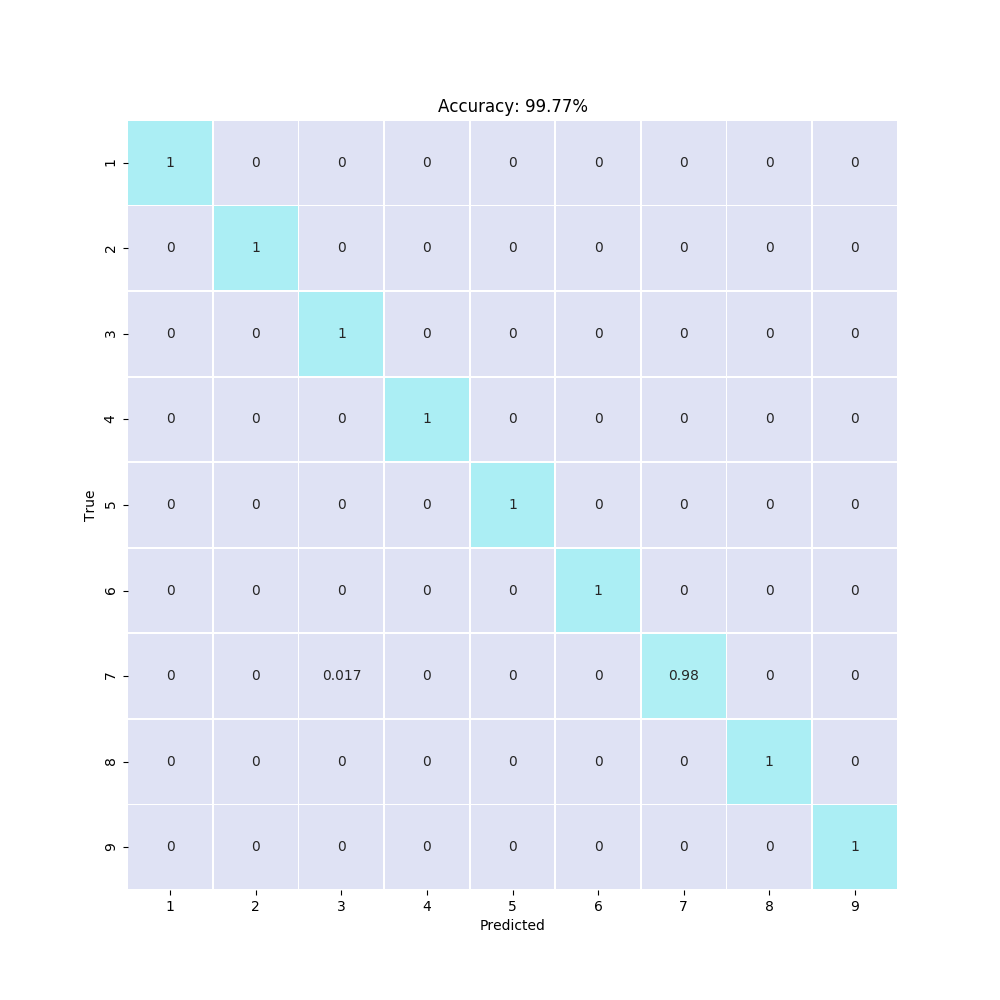 Accuracy: 99.77%
1 1 0 0 0 0 0 0 0 0
2 0 1 0 0 0 0 0 0 0
3 0 0 1 0 0 0 0 0 0
4 0 0 0 1 0 0 0 0 0
True
5 0 0 0 0 1 0 0 0 0
6 0 0 0 0 0 1 0 0 0
7 0 0 0.017 0 0 0 0.98 0 0
8 0 0 0 0 0 0 0 1 0
9 0 0 0 0 0 0 0 0 1
1 2 3 4 5 6 7 8 9
Predicted